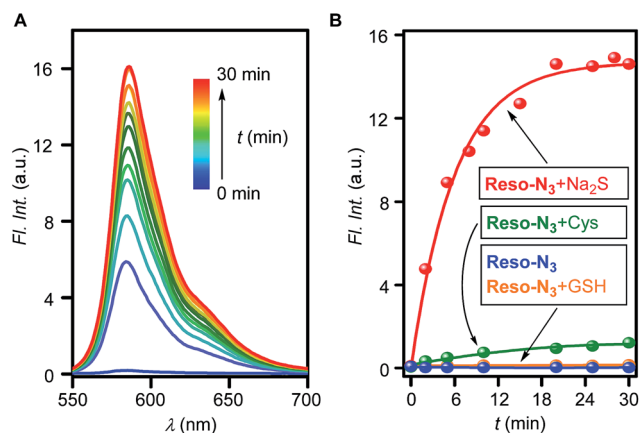 A
Fl. Int. (a.u.)
16
12
8
4
0
30 min
t (min)
0 min
550
600
650
700
λ (nm)
B
Fl. Int. (a.u.)
16
12
8
4
0
Reso-N₃+Na₂S
Reso-N₃+Cys
Reso-N₃
Reso-N₃+GSH
0
6
12
18
24
30
t (min)